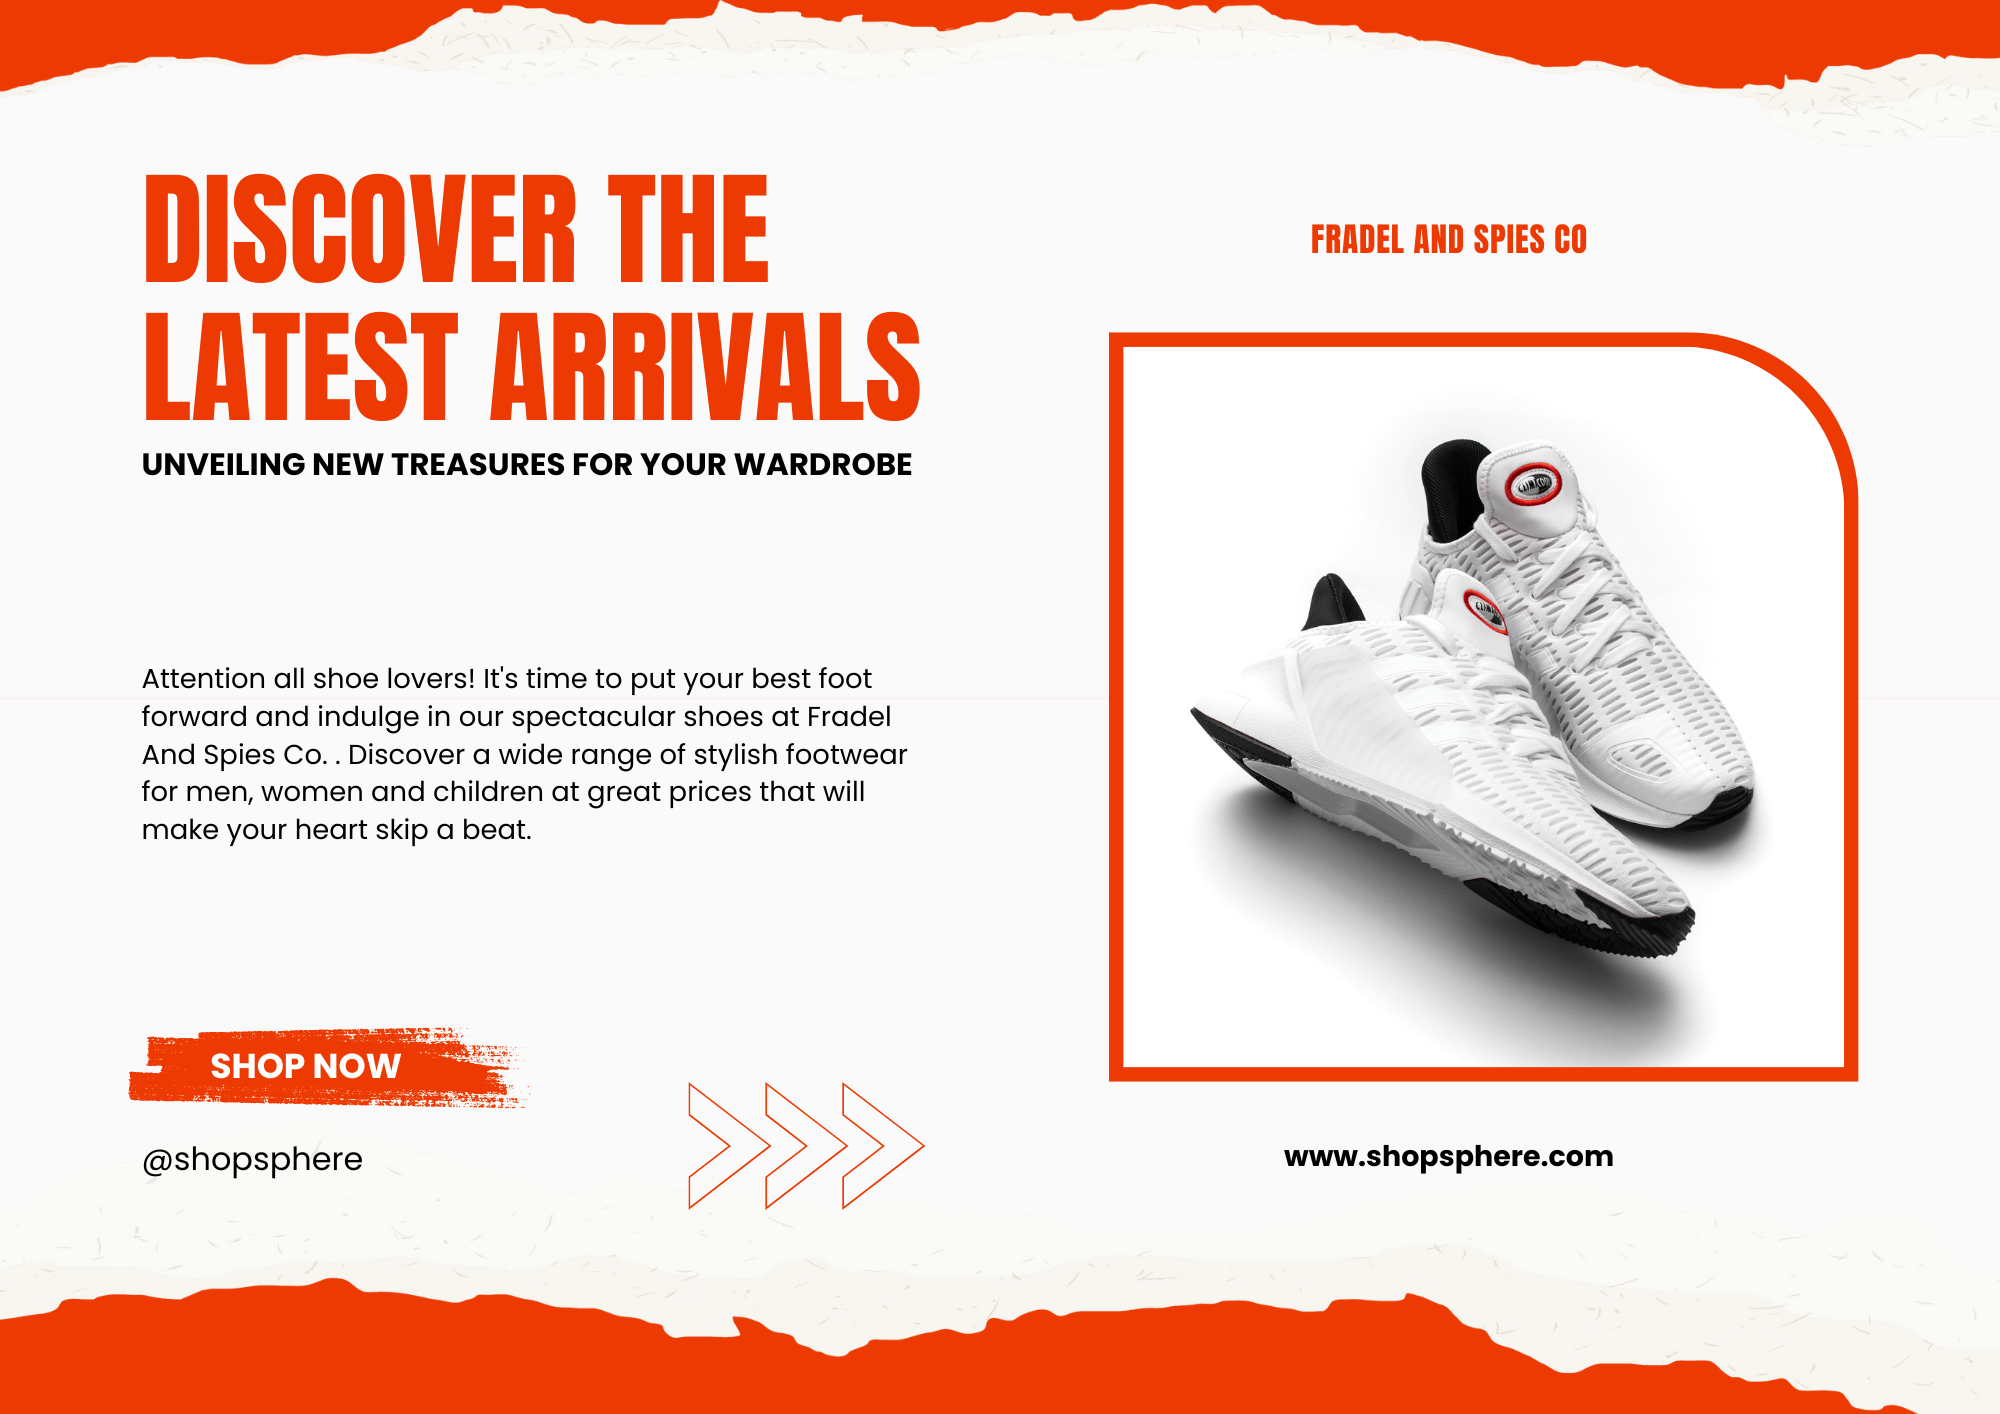 DISCOVER THE
LATEST ARRIVALS
UNVEILING NEW TREASURES FOR YOUR WARDROBE
Attention all shoe lovers! It's time to put your best foot
forward and indulge in our spectacular shoes at Fradel
And Spies Co. . Discover a wide range of stylish footwear
for men, women and children at great prices that will
make your heart skip a beat.
SHOP NOW
@shopsphere
FRADEL AND SPIES CO
www.shopsphere.com